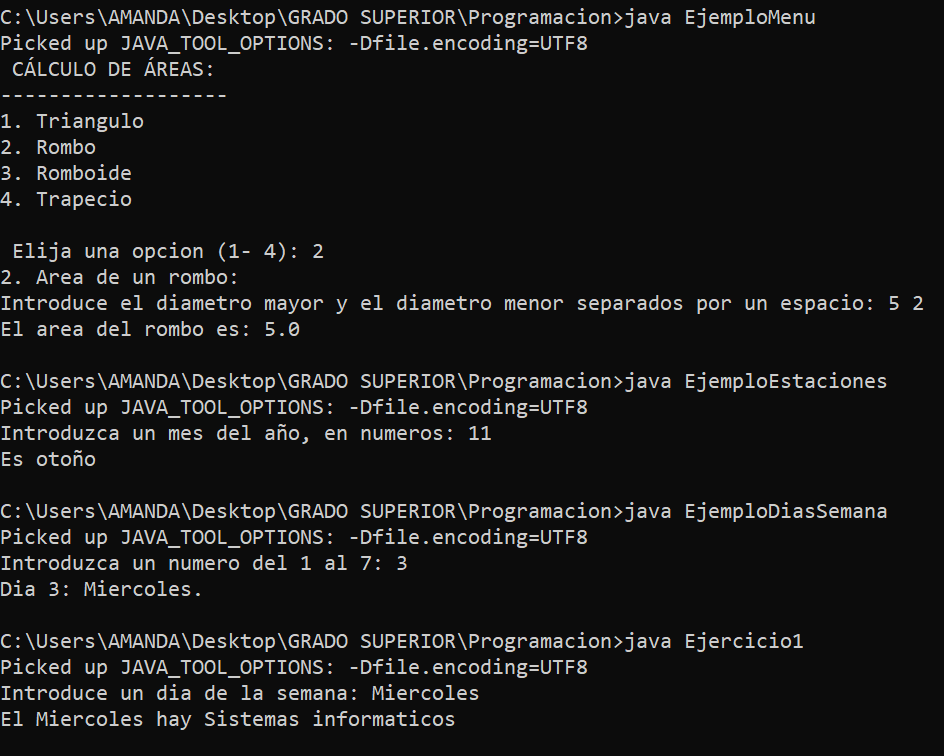 C:\Users\AMANDA\Desktop\GRADO SUPERIOR\Programacion>java EjemploMenu
Picked up JAVA_TOOL_OPTIONS: -Dfile.encoding=UTF8
 CÁLCULO DE ÁREAS:
-------------------
1. Triangulo
2. Rombo
3. Romboide
4. Trapecio

 Elija una opcion (1- 4): 2
2. Area de un rombo:
Introduce el diametro mayor y el diametro menor separados por un espacio: 5 2
El area del rombo es: 5.0

C:\Users\AMANDA\Desktop\GRADO SUPERIOR\Programacion>java EjemploEstaciones
Picked up JAVA_TOOL_OPTIONS: -Dfile.encoding=UTF8
Introduzca un mes del año, en numeros: 11
Es otoño

C:\Users\AMANDA\Desktop\GRADO SUPERIOR\Programacion>java EjemploDiasSemana
Picked up JAVA_TOOL_OPTIONS: -Dfile.encoding=UTF8
Introduzca un numero del 1 al 7: 3
Dia 3: Miercoles.

C:\Users\AMANDA\Desktop\GRADO SUPERIOR\Programacion>java Ejercicio1
Picked up JAVA_TOOL_OPTIONS: -Dfile.encoding=UTF8
Introduce un dia de la semana: Miercoles
El Miercoles hay Sistemas informaticos